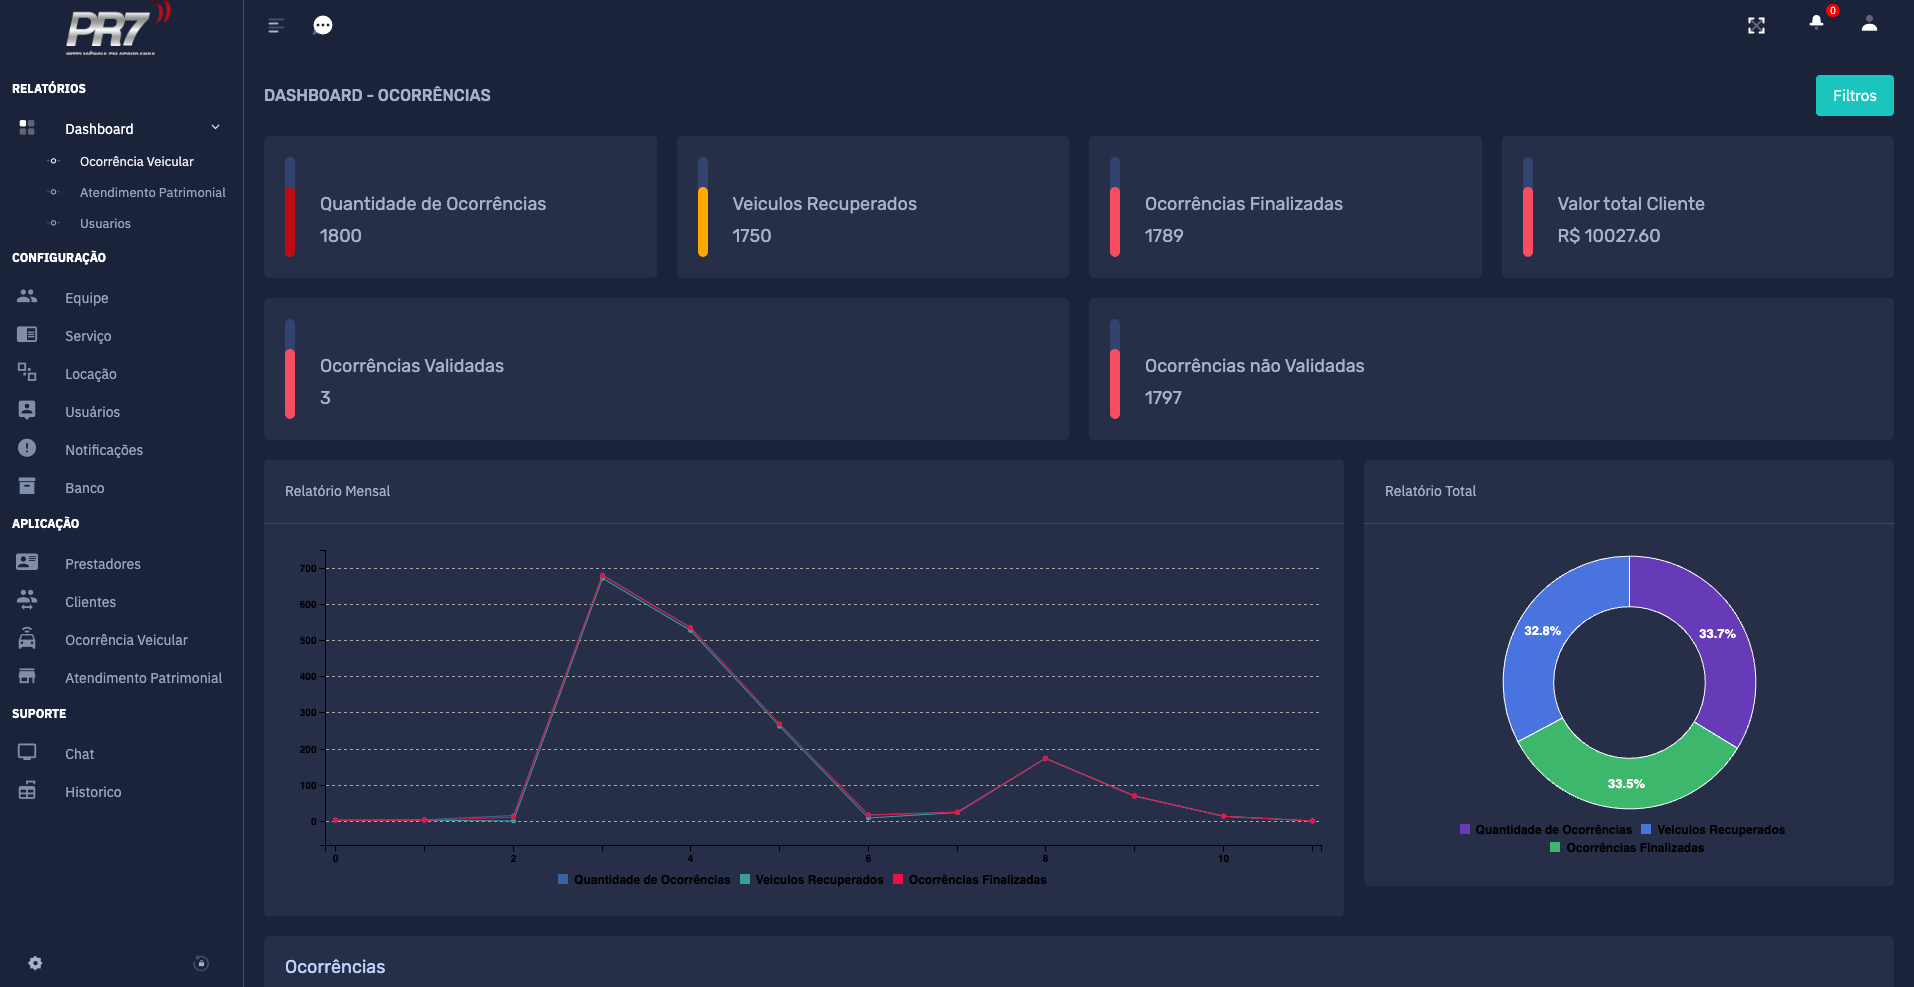 PR7
0
RELATÓRIOS
Dashboard
Ocorrência Veicular
Atendimento Patrimonial
Usuarios
CONFIGURAÇÃO
Equipe
Serviço
Locação
Usuários
Notificações
Banco
APLICAÇÃO
Prestadores
Clientes
Ocorrência Veicular
Atendimento Patrimonial
SUPORTE
Chat
Historico
DASHBOARD - OCORRÊNCIAS
Filtros
Quantidade de Ocorrências
1800
Veiculos Recuperados
1750
Ocorrências Finalizadas
1789
Valor total Cliente
R$ 10027.60
Ocorrências Validadas
3
Ocorrências não Validadas
1797
Relatório Mensal
700
600
500
400
300
200
100
0
0 2 4 6 8 10
Quantidade de Ocorrências Veiculos Recuperados Ocorrências Finalizadas
Relatório Total
32.8%
33.7%
33.5%
Quantidade de Ocorrências Veiculos Recuperados
Ocorrências Finalizadas
Ocorrências